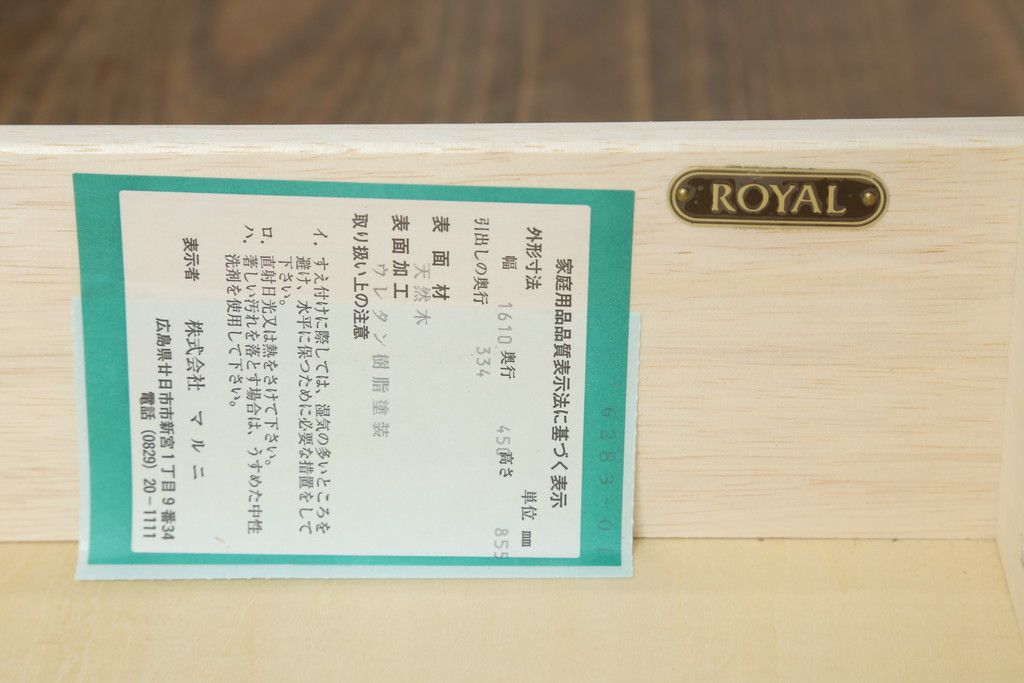 6283-01
家庭用品品質表示法に基づく表示
単位 mm
外形寸法
幅 1610 奥行 450 高さ 855
引出しの奥行 334
表面材 天然木
表面加工 ウレタン樹脂塗装
取り扱い上の注意
イ．すえ付けに際しては、湿気の多いところを
避け、水平に保つために必要な措置をして
下さい。
ロ．直射日光又は熱をさけて下さい。
ハ．著しい汚れを落とす場合は、うすめた中性
洗剤を使用して下さい。
表示者 株式会社 マルニ
広島県廿日市市新宮1丁目9番34
電話 (0829) 20-1111
ROYAL